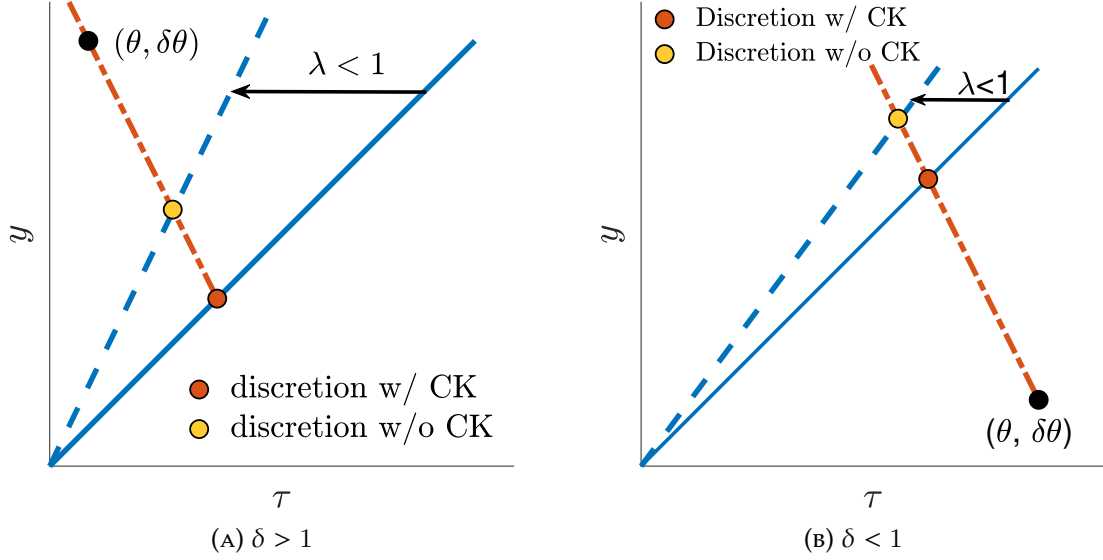 (θ, δθ)
λ < 1
y
discretion w/ CK
discretion w/o CK
τ
(A) δ > 1
Discretion w/ CK
Discretion w/o CK
λ<1
y
(θ, δθ)
τ
(B) δ < 1